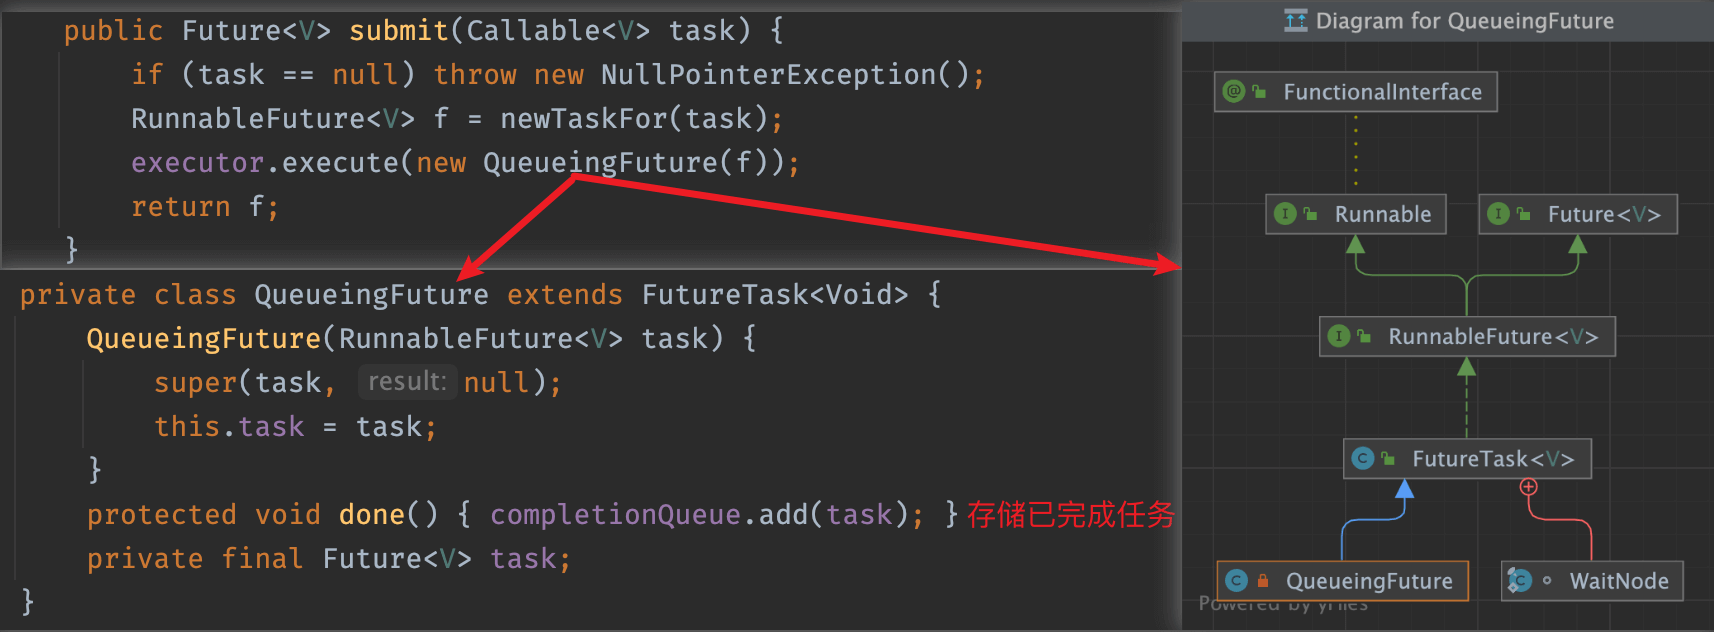 public Future<V> submit(Callable<V> task) {
if (task == null) throw new NullPointerException();
RunnableFuture<V> f = newTaskFor(task);
executor.execute(new QueueingFuture(f));
return f;
}
private class QueueingFuture extends FutureTask<Void> {
QueueingFuture(RunnableFuture<V> task) {
super(task, result: null);
this.task = task;
}
protected void done() { completionQueue.add(task); } 存储已完成任务
private final Future<V> task;
}
Diagram for QueueingFuture
@ FunctionalInterface
I Runnable
I Future<V>
I RunnableFuture<V>
C FutureTask<V>
C QueueingFuture
C WaitNode
Powered by yFiles